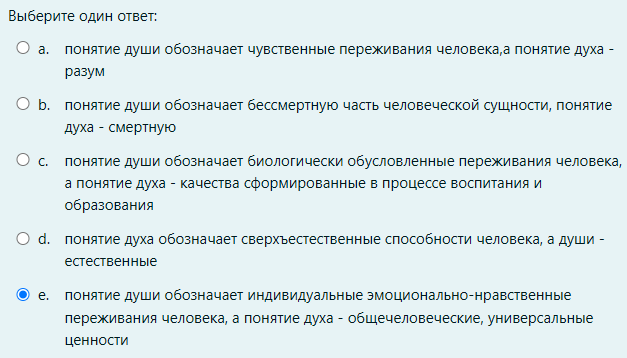 Выберите один ответ:
a. понятие души обозначает чувственные переживания человека,а понятие духа -
разум
b. понятие души обозначает бессмертную часть человеческой сущности, понятие
духа - смертную
c. понятие души обозначает биологически обусловленные переживания человека,
а понятие духа - качества сформированные в процессе воспитания и
образования
d. понятие духа обозначает сверхъестественные способности человека, а души -
естественные
e. понятие души обозначает индивидуальные эмоционально-нравственные
переживания человека, а понятие духа - общечеловеческие, универсальные
ценности